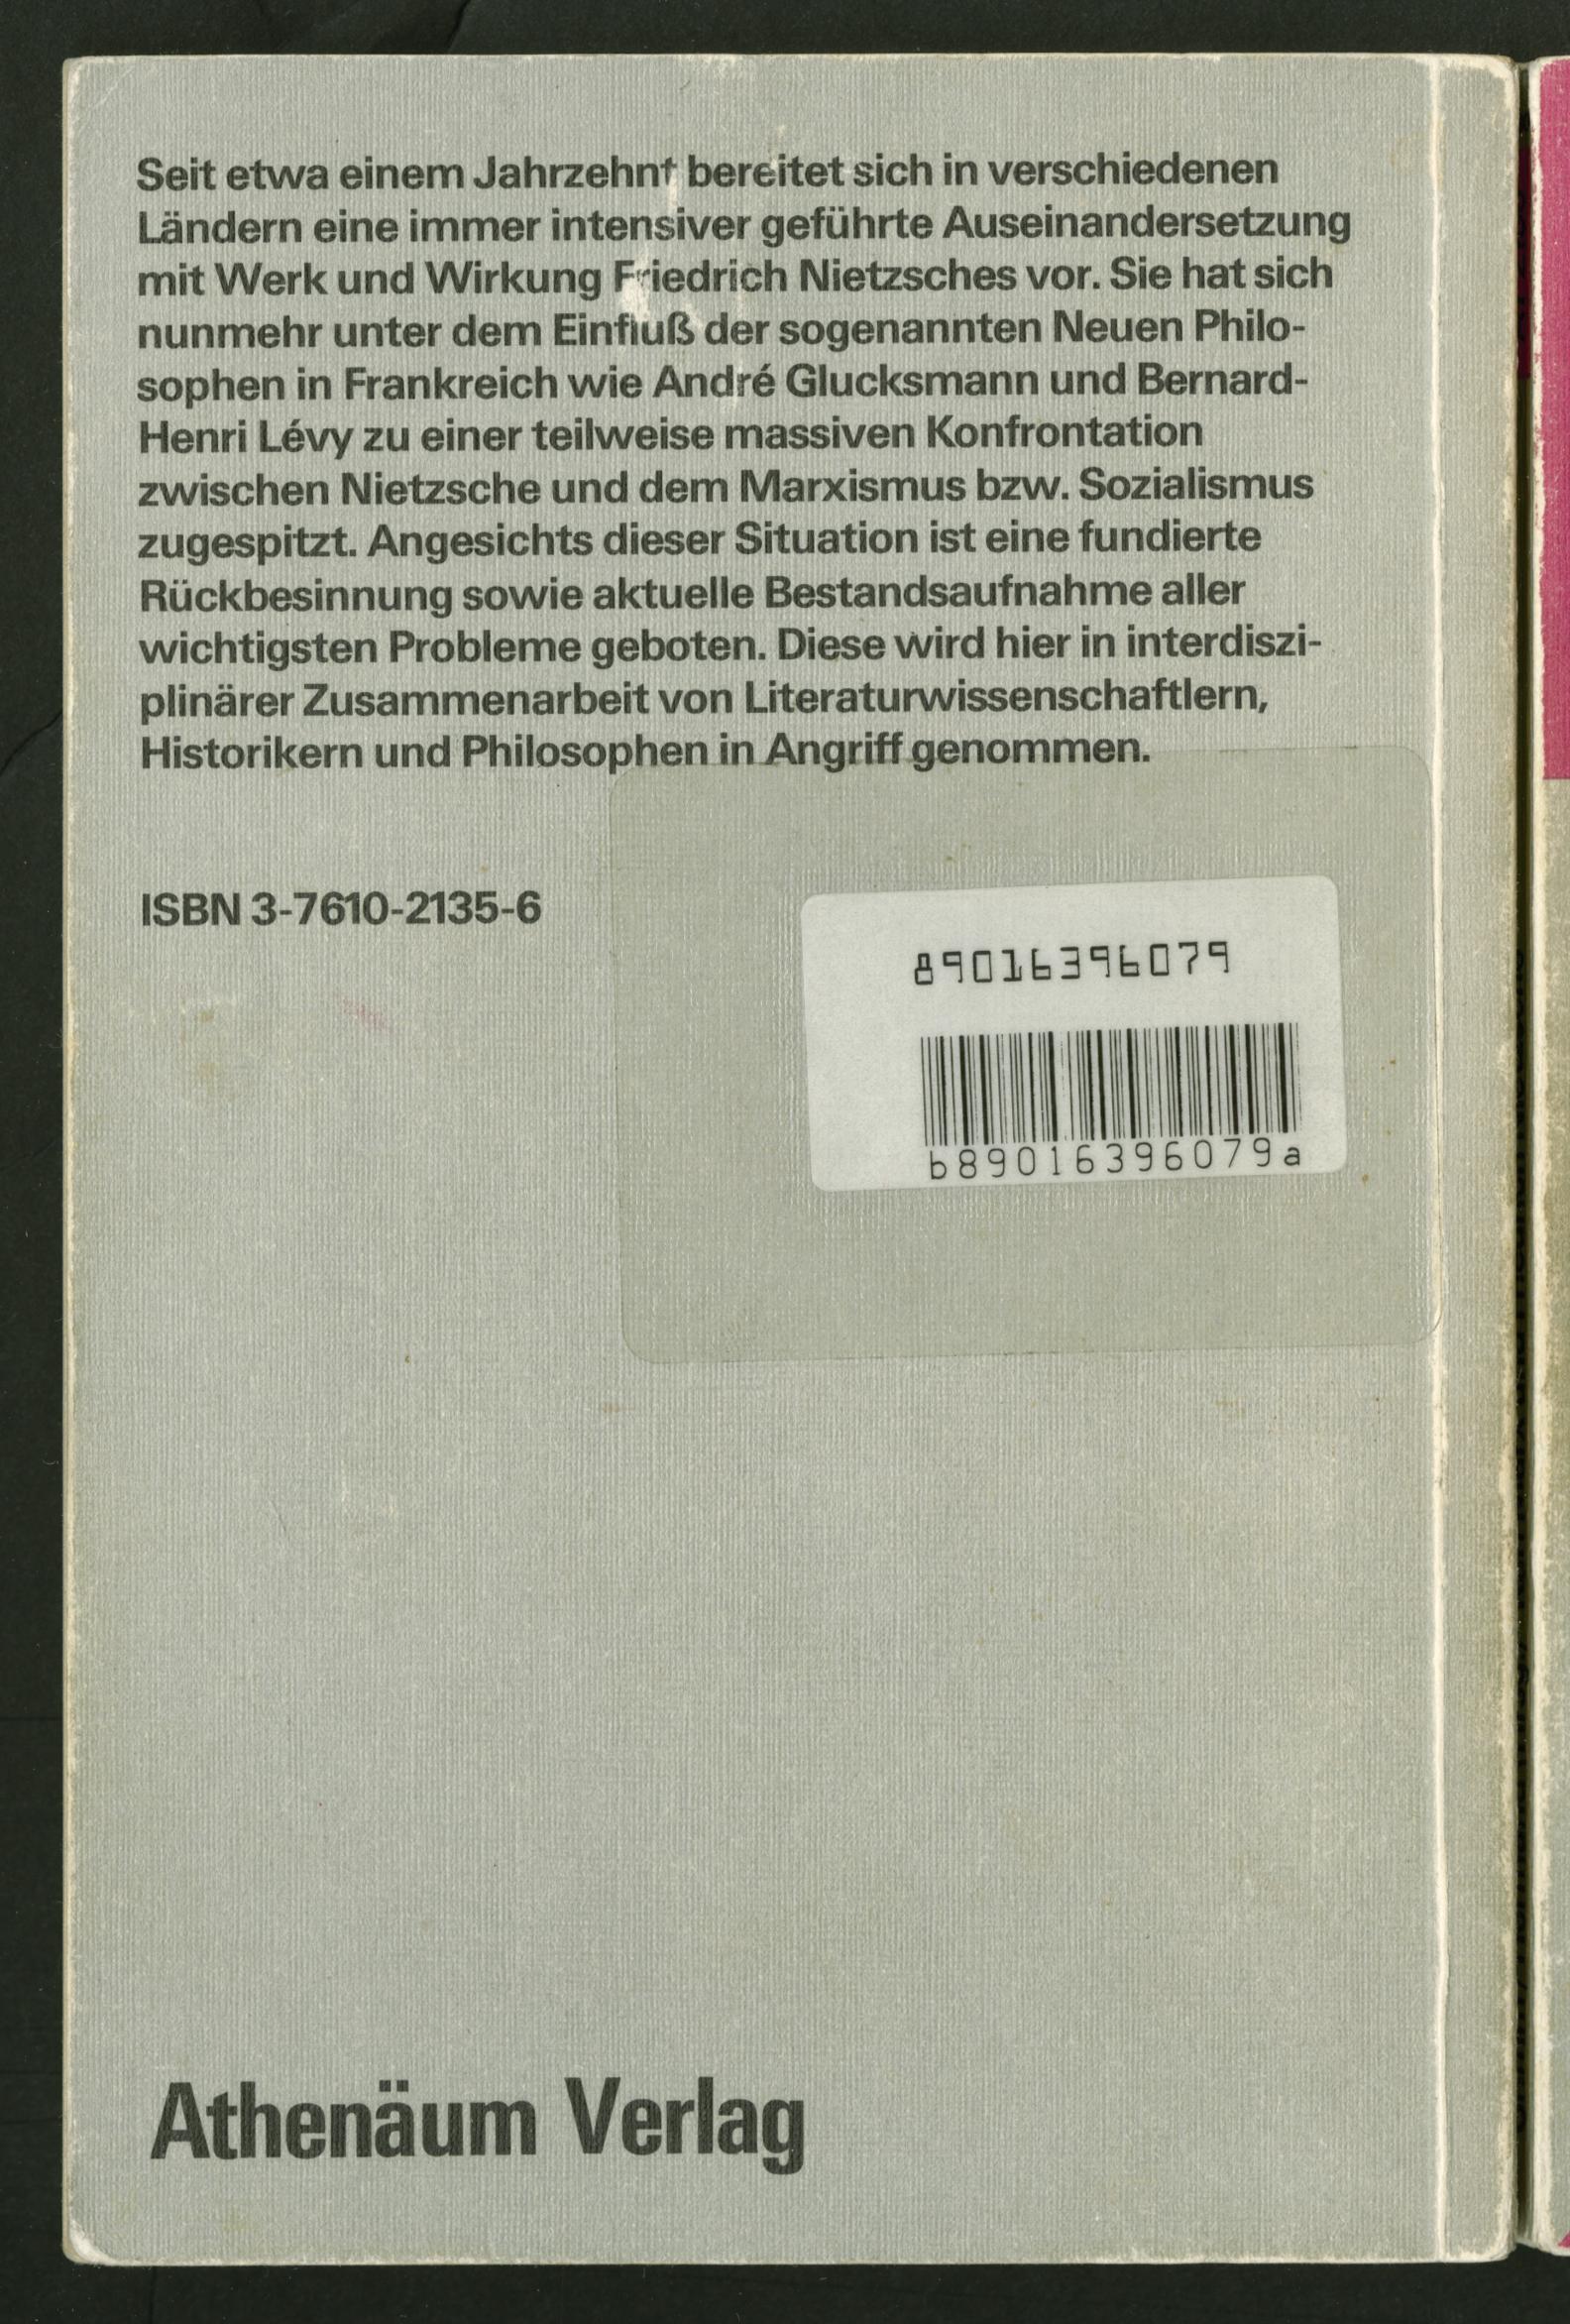 Seit etwa einem Jahrzehnt bereitet sich in verschiedenen
Ländern eine immer intensiver geführte Auseinandersetzung
mit Werk und Wirkung Friedrich Nietzsches vor. Sie hat sich
nunmehr unter dem Einfluß der sogenannten Neuen Philo-
sophen in Frankreich wie André Glucksmann und Bernard-
Henri Lévy zu einer teilweise massiven Konfrontation
zwischen Nietzsche und dem Marxismus bzw. Sozialismus
zugespitzt. Angesichts dieser Situation ist eine fundierte
Rückbesinnung sowie aktuelle Bestandsaufnahme aller
wichtigsten Probleme geboten. Diese wird hier in interdiszi-
plinärer Zusammenarbeit von Literaturwissenschaftlern,
Historikern und Philosophen in Angriff genommen.
ISBN 3-7610-2135-6
89016396079
b89016396079a
Athenäum Verlag